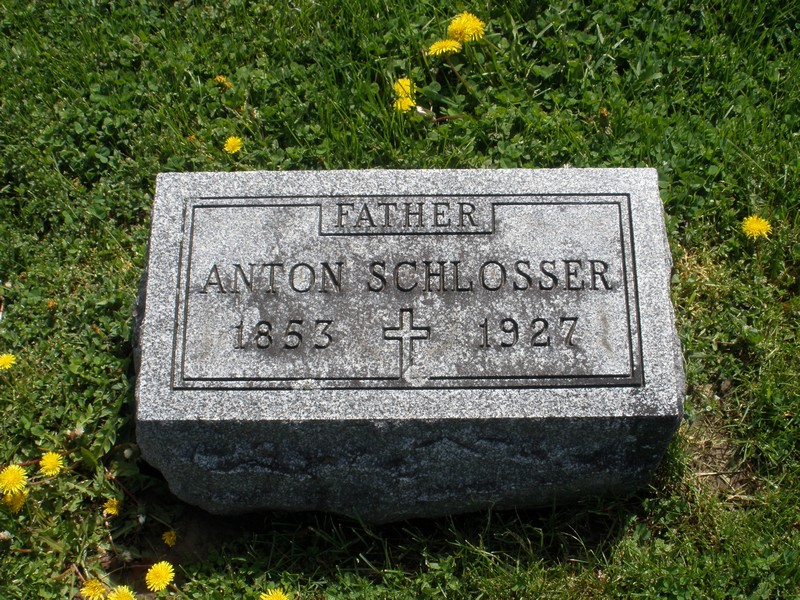 FATHER
ANTON SCHLOSSER
1853 1927